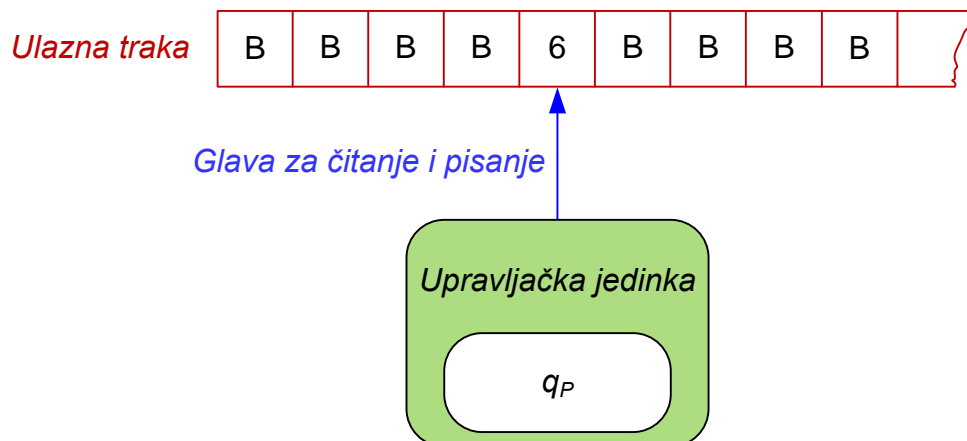 Ulazna traka B B B B 6 B B B B
Glava za čitanje i pisanje
Upravljačka jedinka
qP